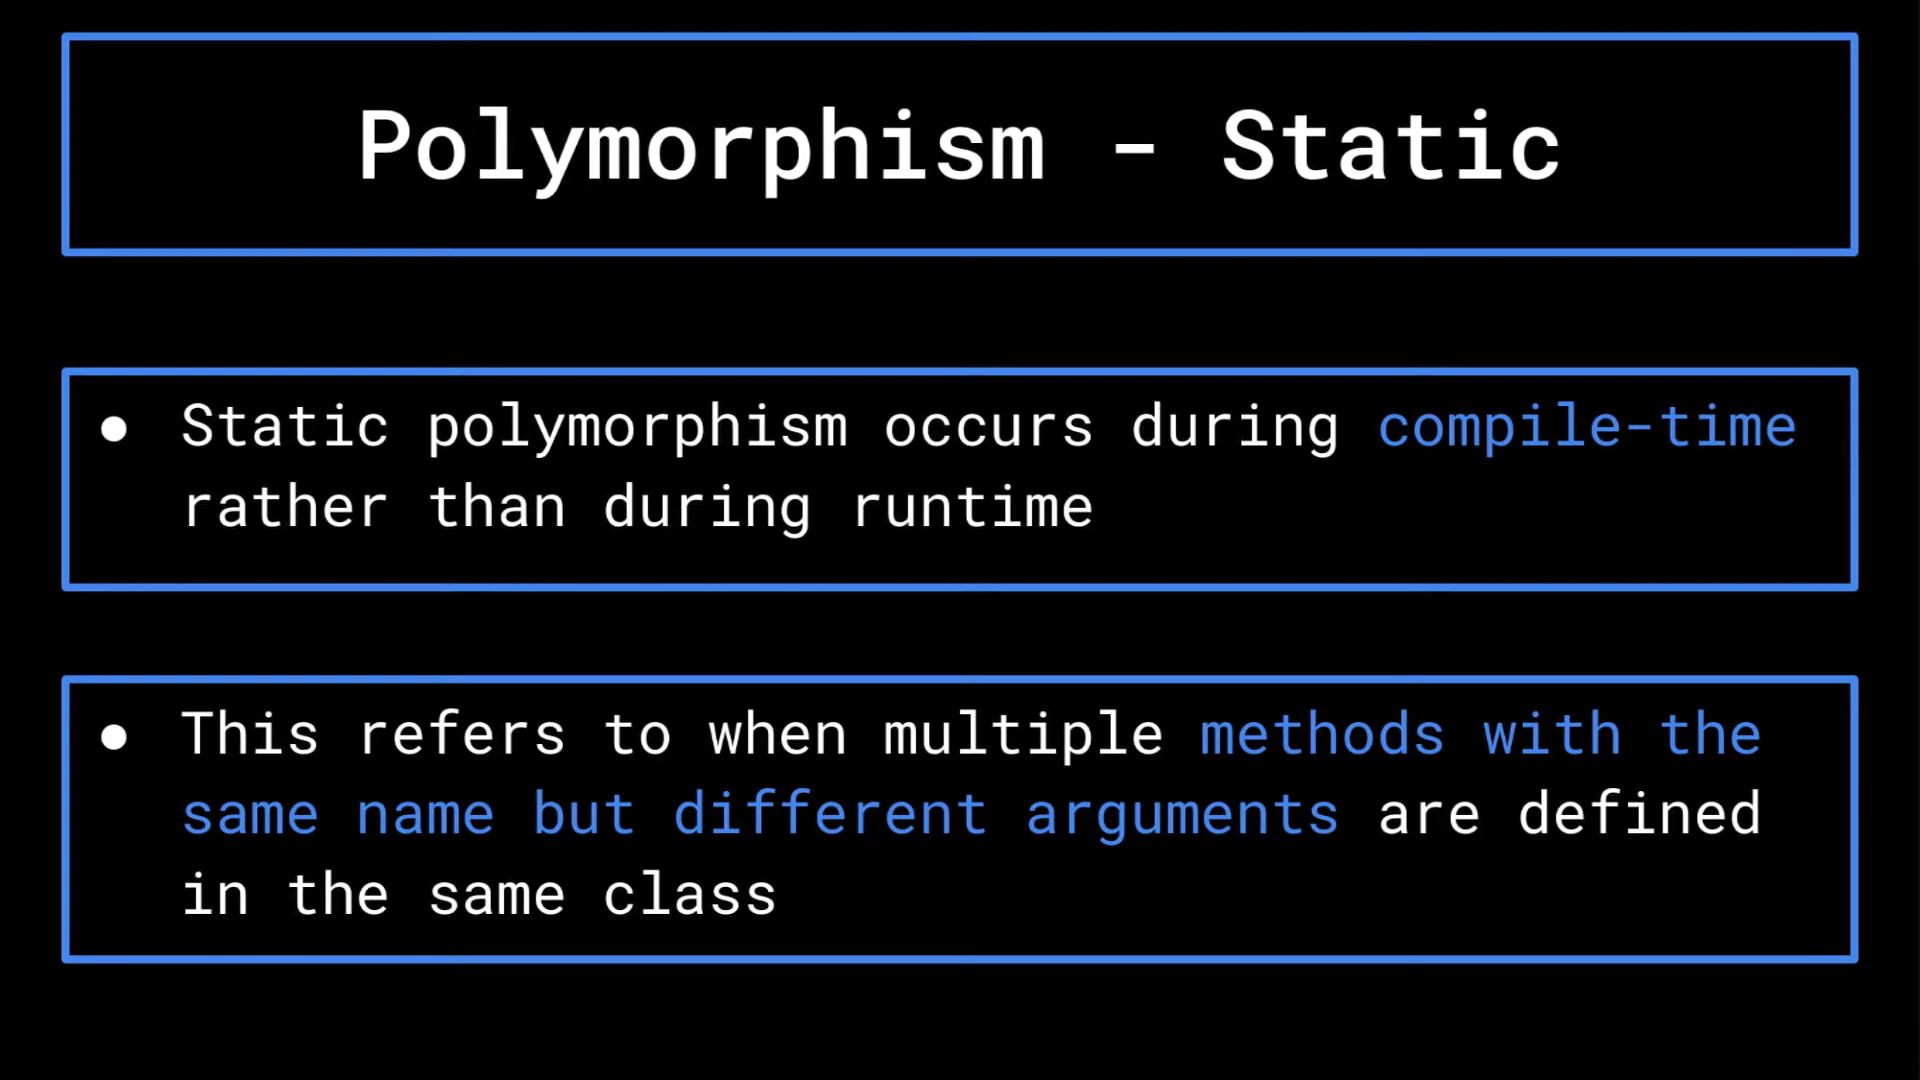 Polymorphism - Static
● Static polymorphism occurs during compile-time
rather than during runtime
● This refers to when multiple methods with the
same name but different arguments are defined
in the same class